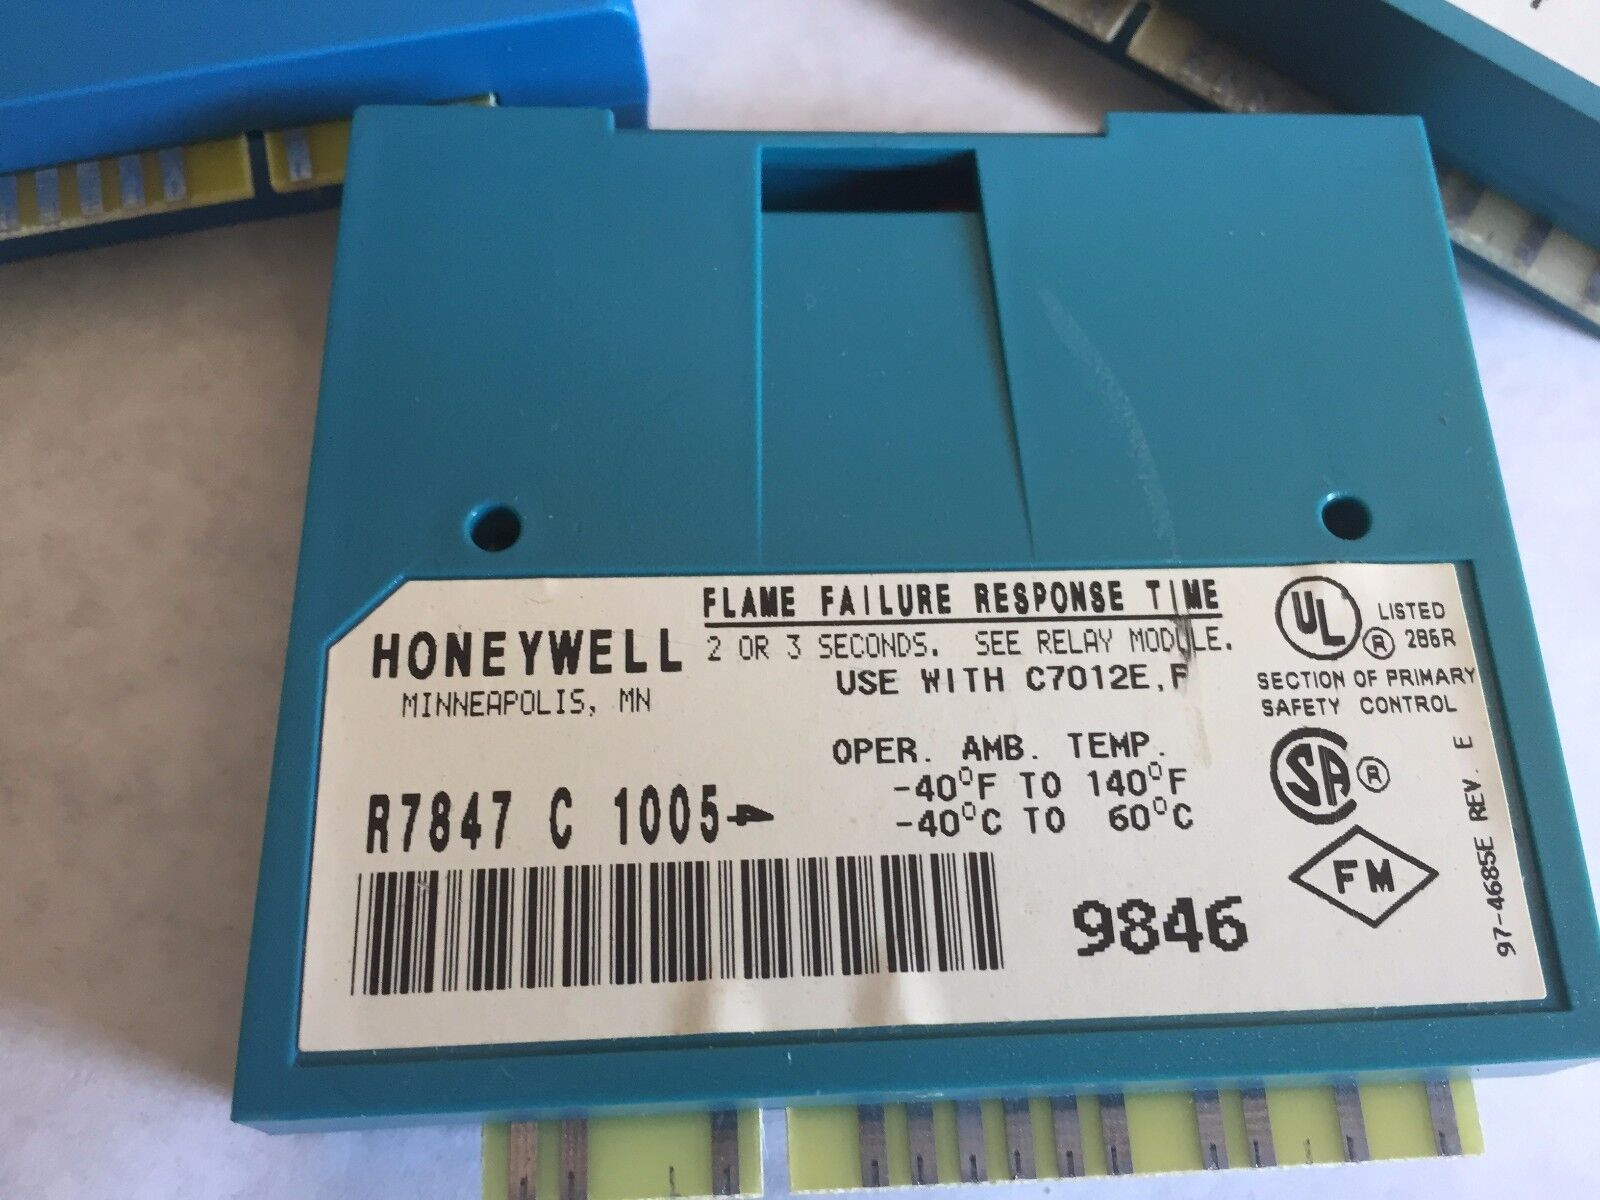 FLAME FAILURE RESPONSE TIME
HONEYWELL
2 OR 3 SECONDS. SEE RELAY MODULE.
MINNEAPOLIS, MN
USE WITH C7012E,F
UL ® LISTED
286R
SECTION OF PRIMARY
SAFETY CONTROL
OPER. AMB. TEMP.
-40°F TO 140°F
-40°C TO 60°C
R7847 C 1005
SA ®
FM
9846
97-4685E REV. E